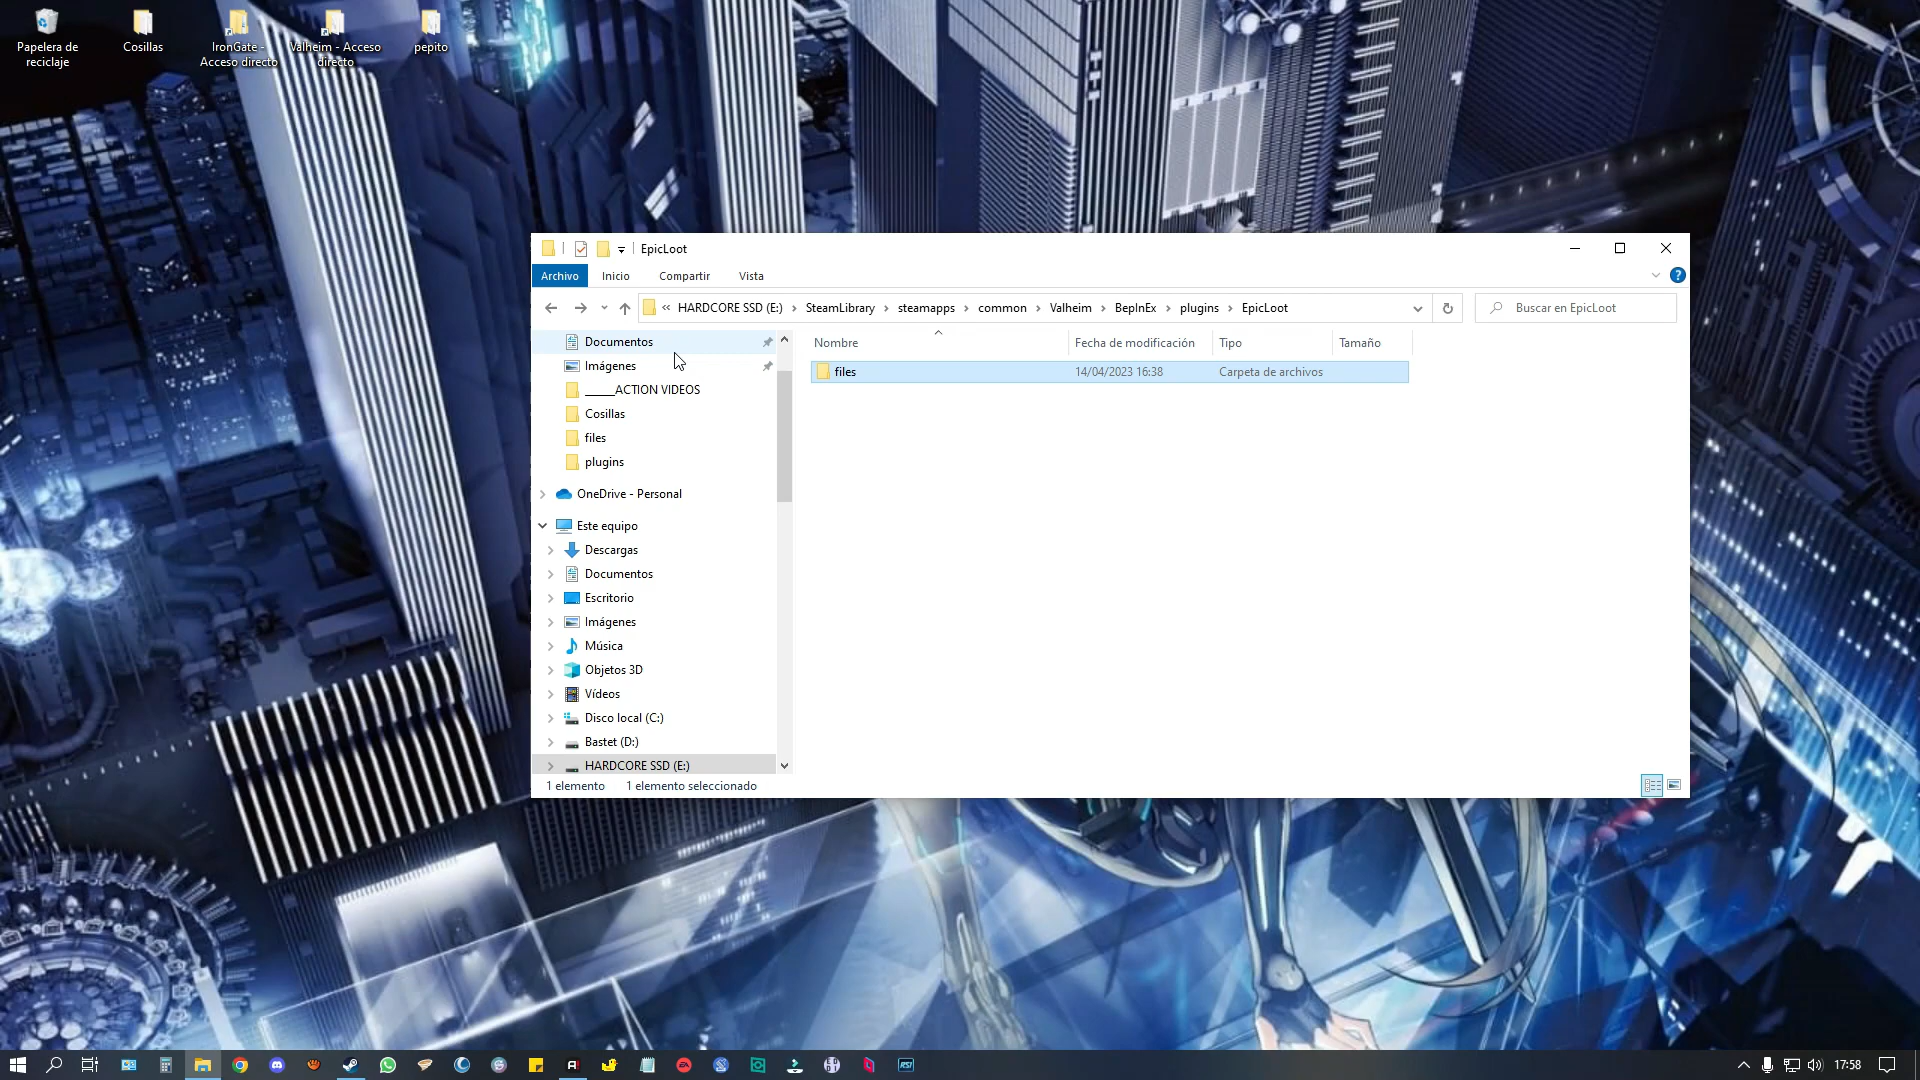 Papelera de
reciclaje
Cosillas
IronGate -
Acceso directo
Valheim - Acceso
directo
pepito
EpicLoot
Archivo
Inicio
Compartir
Vista
« HARDCORE SSD (E:) > SteamLibrary > steamapps > common > Valheim > BepInEx > plugins > EpicLoot
Buscar en EpicLoot
Nombre
Fecha de modificación
Tipo
Tamaño
files
14/04/2023 16:38
Carpeta de archivos
Documentos
Imágenes
_____ACTION VIDEOS
Cosillas
files
plugins
OneDrive - Personal
Este equipo
Descargas
Documentos
Escritorio
Imágenes
Música
Objetos 3D
Vídeos
Disco local (C:)
Bastet (D:)
HARDCORE SSD (E:)
1 elemento
1 elemento seleccionado
17:58